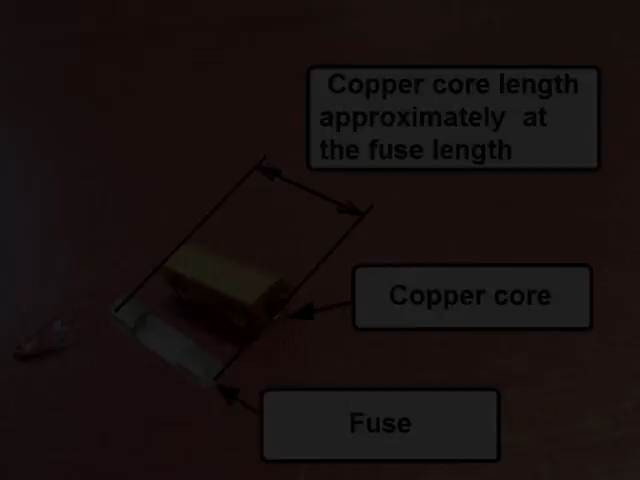 Copper core length
approximately at
the fuse length
Copper core
Fuse